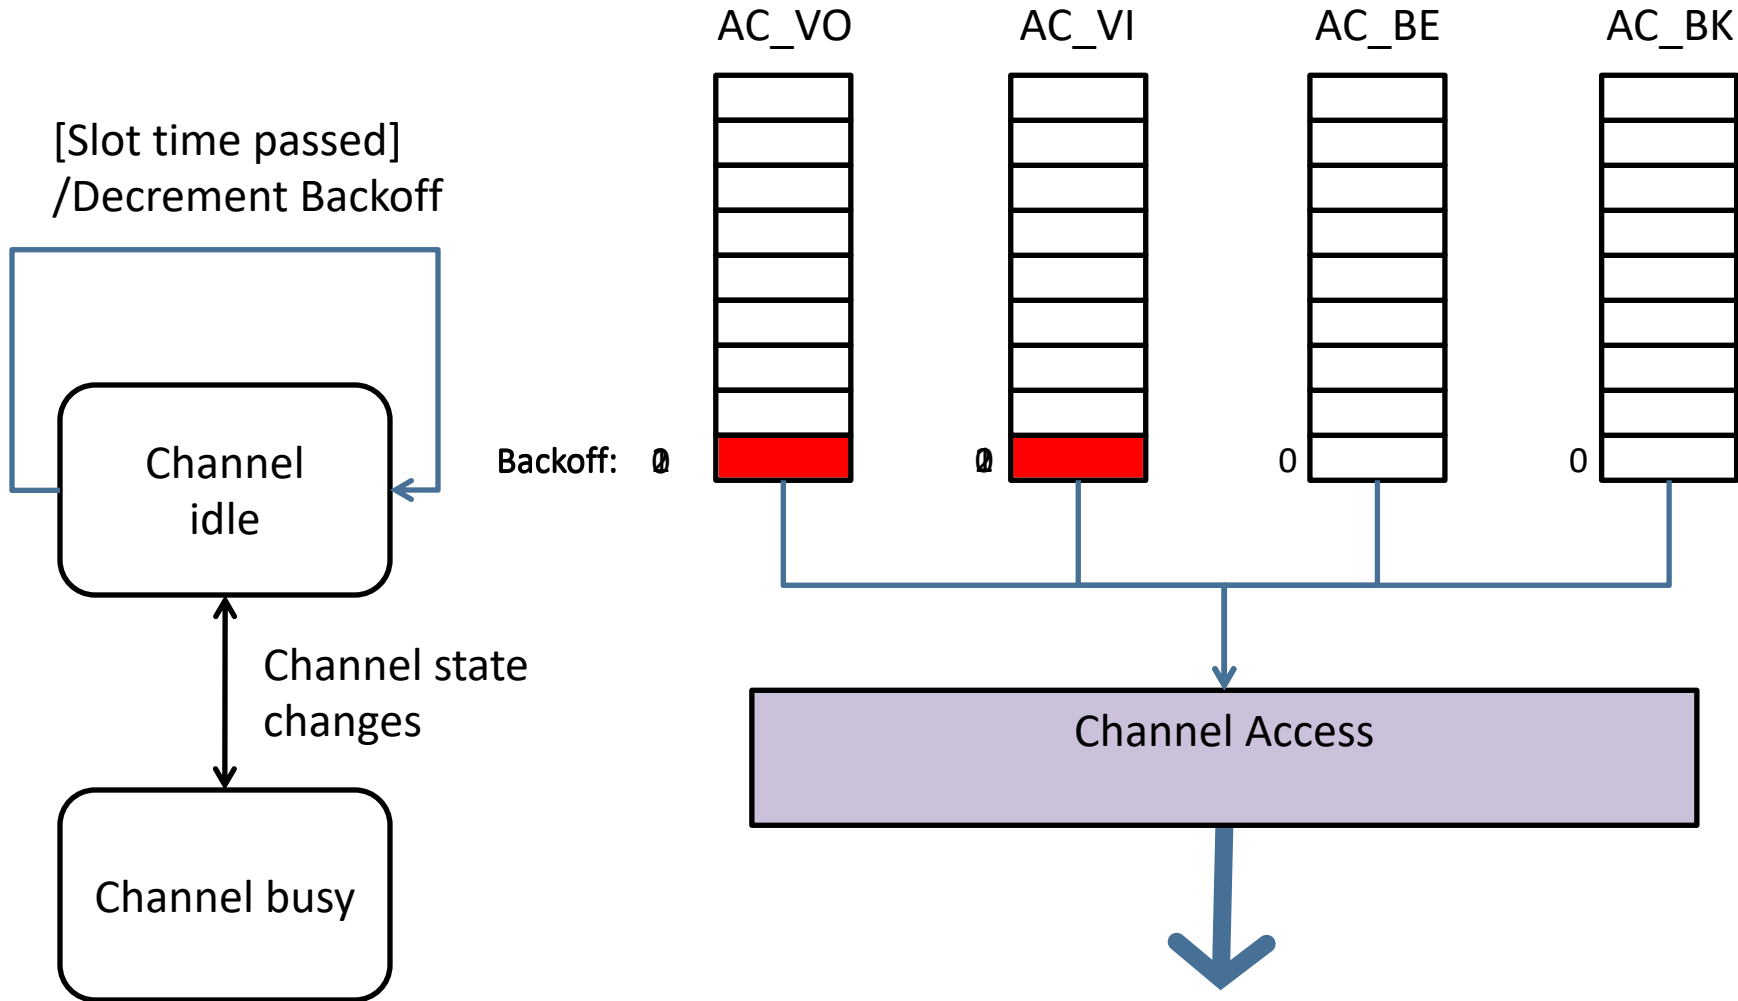 AC_VO
AC_VI
AC_BE
AC_BK
[Slot time passed]
/Decrement Backoff
Channel
idle
Backoff:
0
0
Channel state
changes
Channel Access
Channel busy